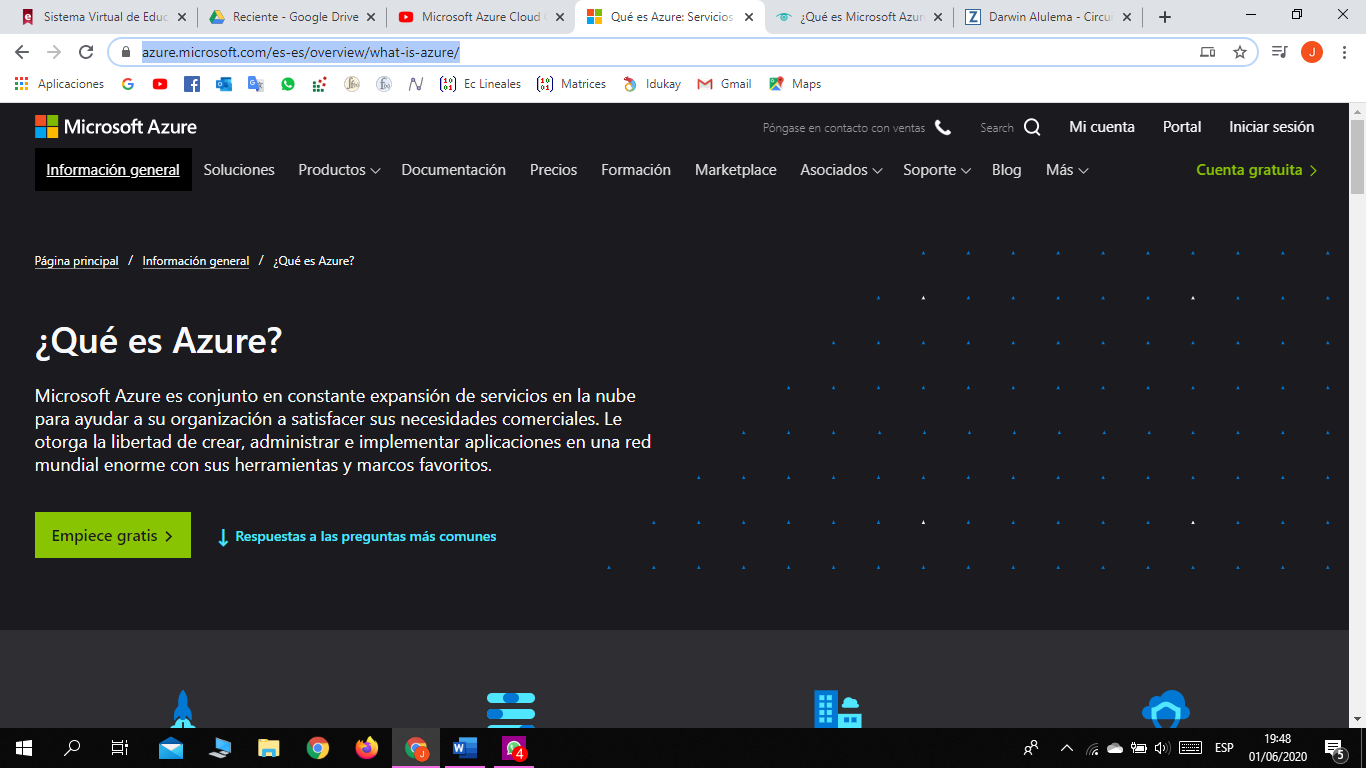 Sistema Virtual de Educ
Reciente - Google Drive
Microsoft Azure Cloud
Qué es Azure: Servicios
¿Qué es Microsoft Azur
Darwin Alulema - Circui
azure.microsoft.com/es-es/overview/what-is-azure/
J
Aplicaciones
Ec Lineales
Matrices
Idukay
Gmail
Maps
Microsoft Azure
Póngase en contacto con ventas
Search
Mi cuenta
Portal
Iniciar sesión
Información general
Soluciones
Productos
Documentación
Precios
Formación
Marketplace
Asociados
Soporte
Blog
Más
Cuenta gratuita
Página principal / Información general / ¿Qué es Azure?
¿Qué es Azure?
Microsoft Azure es conjunto en constante expansión de servicios en la nube
para ayudar a su organización a satisfacer sus necesidades comerciales. Le
otorga la libertad de crear, administrar e implementar aplicaciones en una red
mundial enorme con sus herramientas y marcos favoritos.
Empiece gratis
Respuestas a las preguntas más comunes
4
ESP
19:48
01/06/2020
5